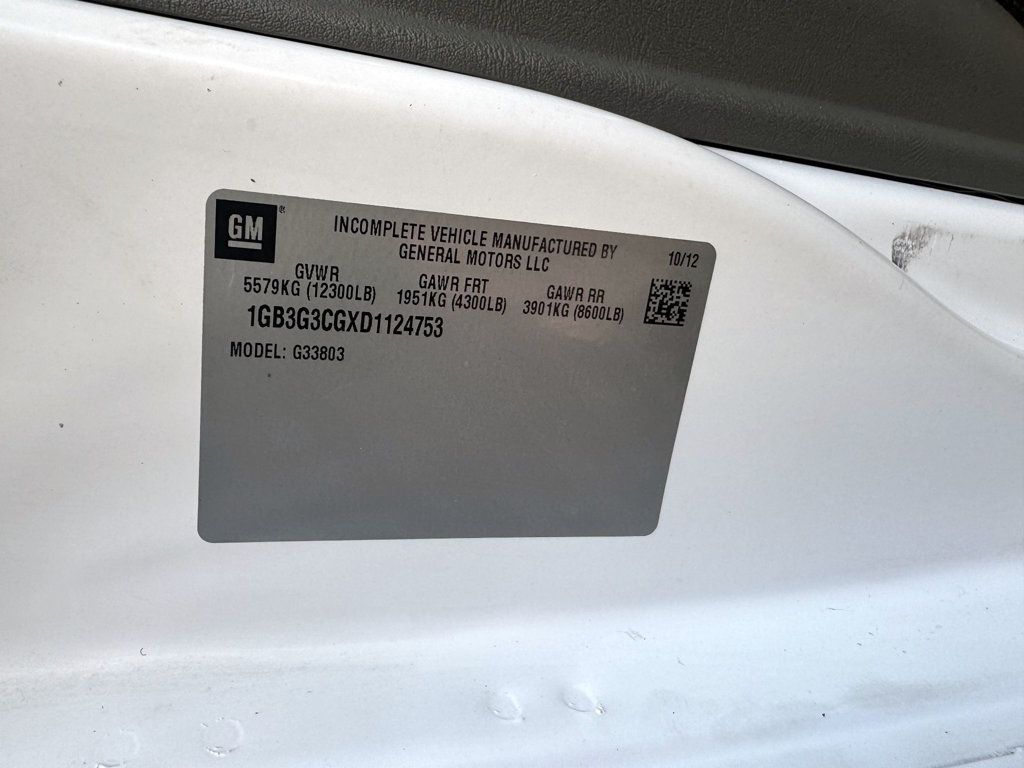 GM®
INCOMPLETE VEHICLE MANUFACTURED BY
GENERAL MOTORS LLC
10/12
GVWR
5579KG (12300LB)
GAWR FRT
1951KG (4300LB)
GAWR RR
3901KG (8600LB)
1GB3G3CGXD1124753
MODEL: G33803